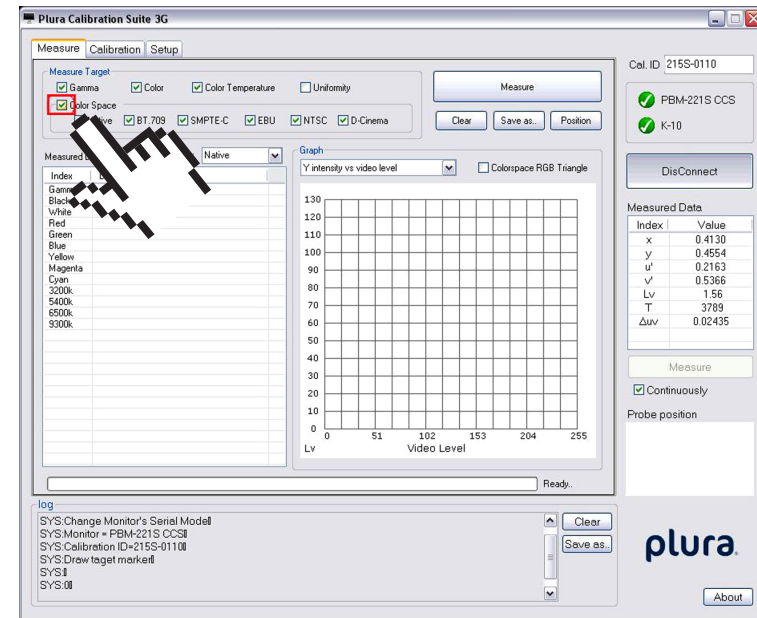 Plura Calibration Suite 3G
Measure Calibration Setup
Cal. ID 215S-0110
Measure Target
Gamma Color Color Temperature Uniformity
Measure
PBM-221S CCS
Color Space
BT.709 SMPTE-C EBU NTSC D-Cinema
Clear Save as.. Position
K-10
Measured Native
Graph
Y intensity vs video level Colorspace RGB Triangle
DisConnect
Index
Gamma
Black
White
Red
Green
Blue
Yellow
Magenta
Cyan
3200k
5400k
6500k
9300k
130
120
110
100
90
80
70
60
50
40
30
20
10
0
0 51 102 153 204 255
Lv Video Level
Measured Data
Index Value
x 0.4130
y 0.4554
u' 0.2163
v' 0.5366
Lv 1.56
T 3789
Δuv 0.02435
Measure
Continuously
Probe position
Ready..
log
SYS:Change Monitor's Serial Model
SYS:Monitor = PBM-221S CCS
SYS:Calibration ID=215S-0110
SYS:Draw taget marker
SYS:
SYS:0
Clear
Save as..
plura.
About